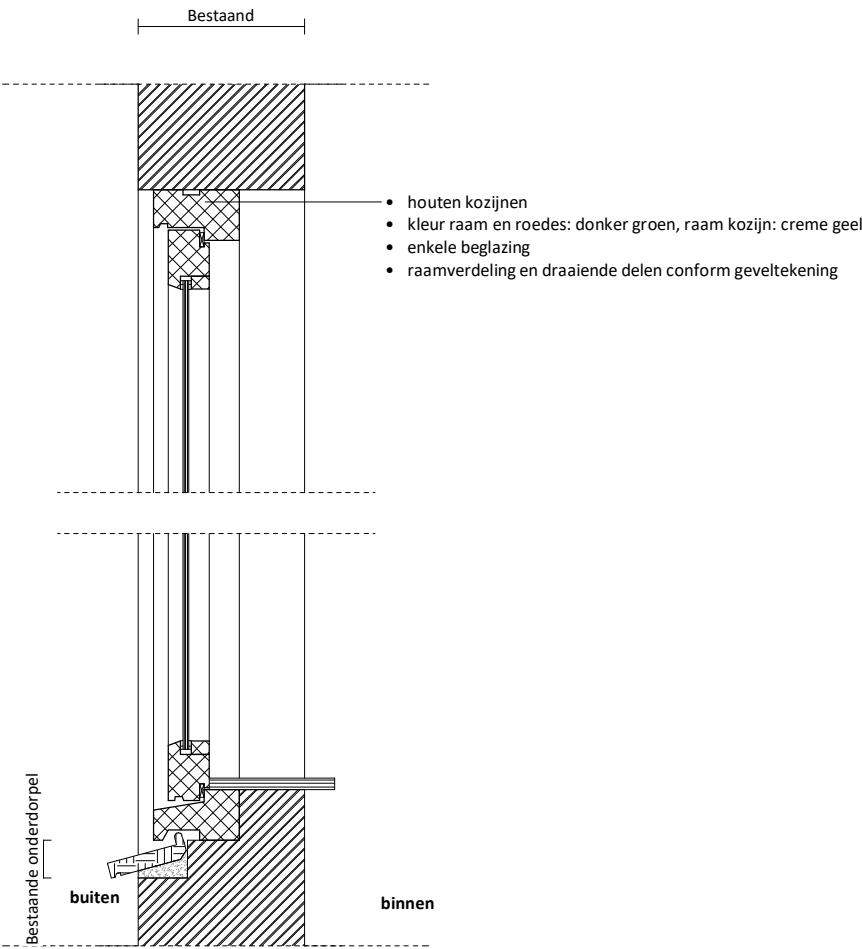 Bestaand
• houten kozijnen
• kleur raam en roedes: donker groen, raam kozijn: creme geel
• enkele beglazing
• raamverdeling en draaiende delen conform geveltekening
Bestaande onderdorpel
buiten
binnen